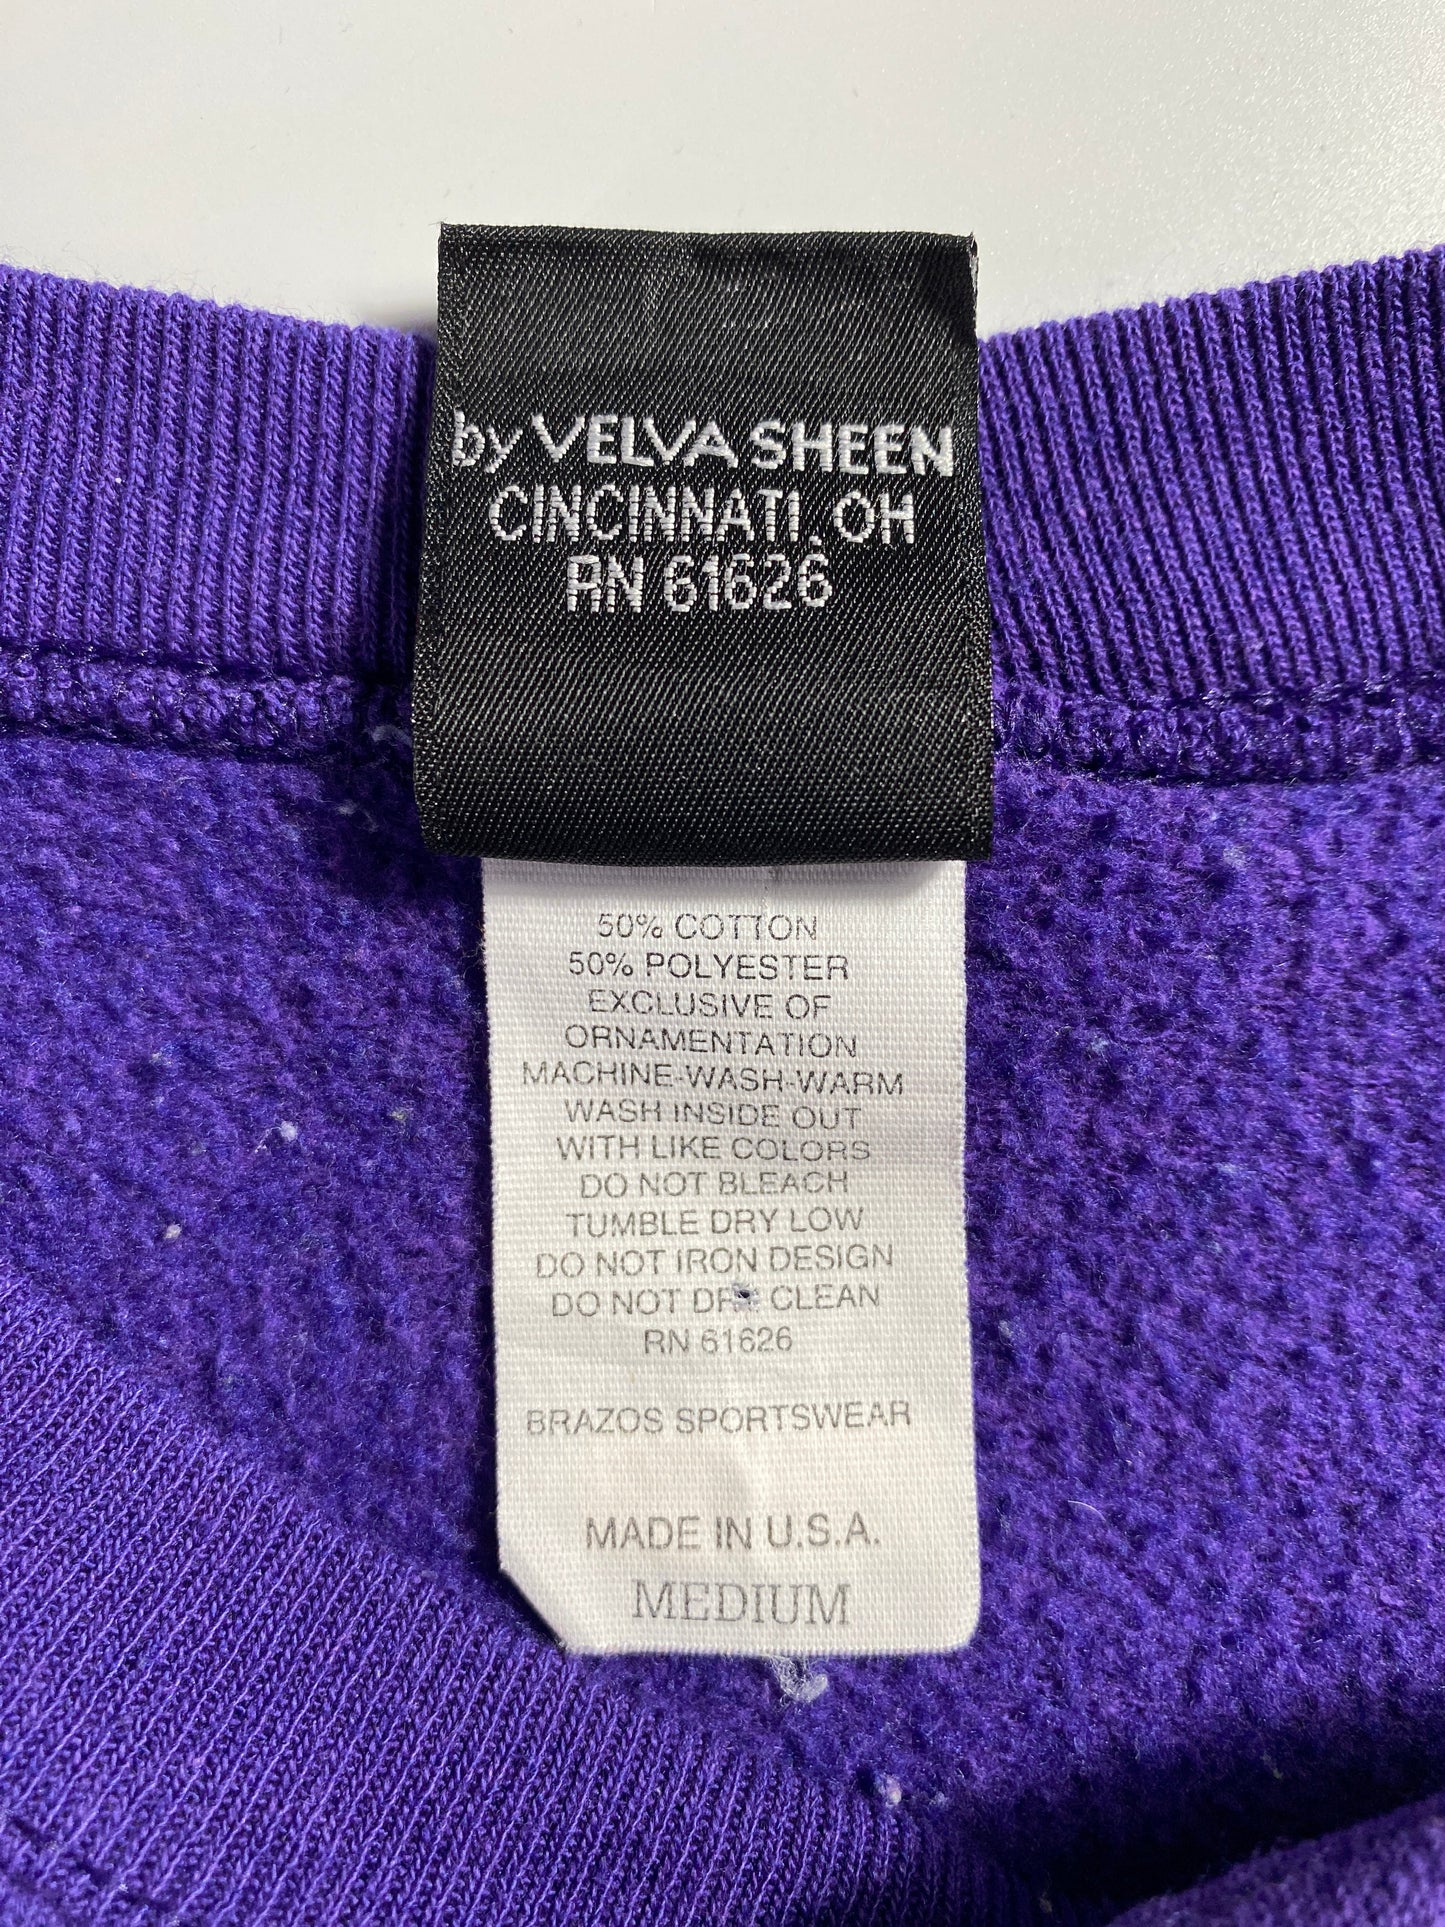 by VELVA SHEEN
CINCINNATI, OH
RN 61626
50% COTTON
50% POLYESTER
EXCLUSIVE OF
ORNAMENTATION
MACHINE-WASH-WARM
WASH INSIDE OUT
WITH LIKE COLORS
DO NOT BLEACH
TUMBLE DRY LOW
DO NOT IRON DESIGN
DO NOT DRY CLEAN
RN 61626
BRAZOS SPORTSWEAR
MADE IN U.S.A.
MEDIUM